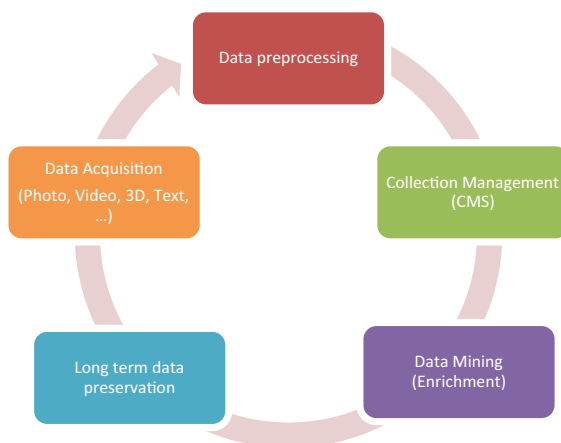 Data preprocessing
Data Acquisition
(Photo, Video, 3D, Text,
...)
Collection Management
(CMS)
Long term data
preservation
Data Mining
(Enrichment)